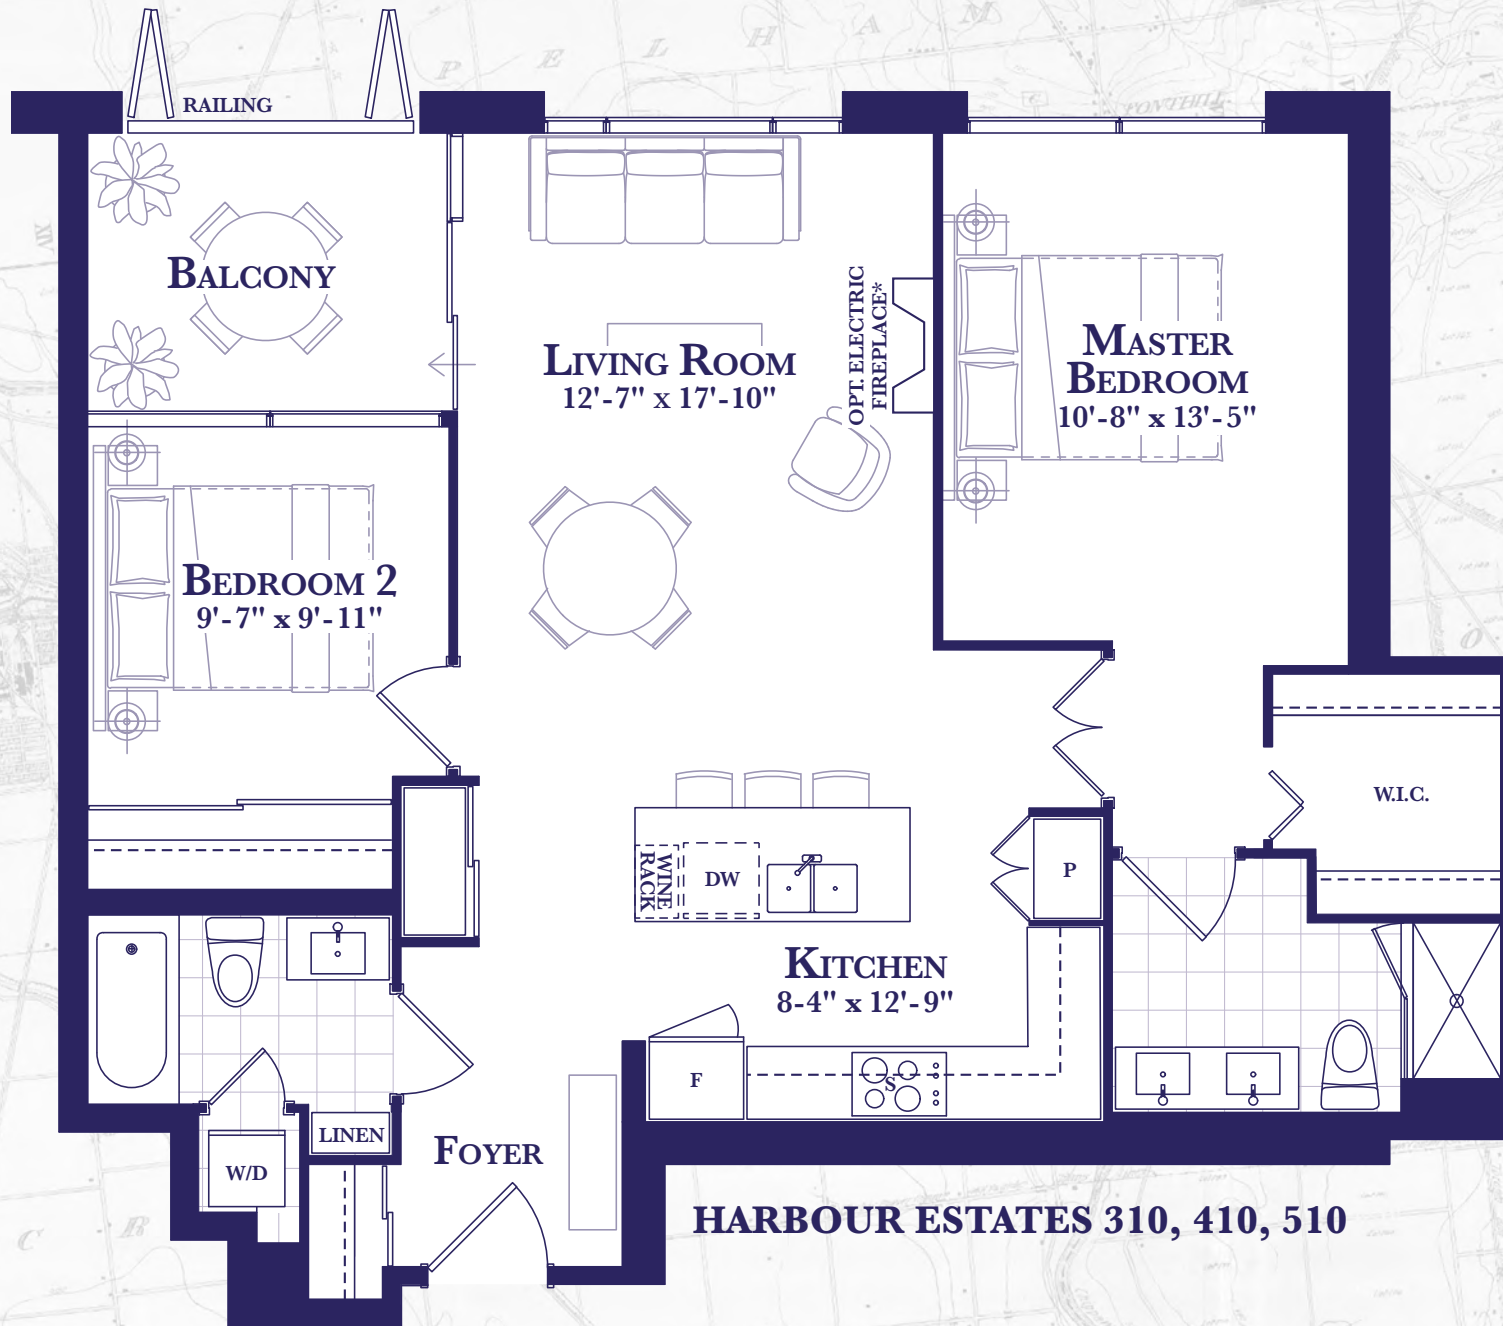 P E L H A M
PONTHILL
RAILING
XIV
BALCONY
OPT. ELECTRIC
FIREPLACE*
LIVING ROOM
12'-7" x 17'-10"
MASTER
BEDROOM
10'-8" x 13'-5"
BEDROOM 2
9'-7" x 9'-11"
O
W.I.C.
WINE
RACK
DW
P
KITCHEN
8-4" x 12'-9"
F
S
LINEN
FOYER
W/D
C R
HARBOUR ESTATES 310, 410, 510